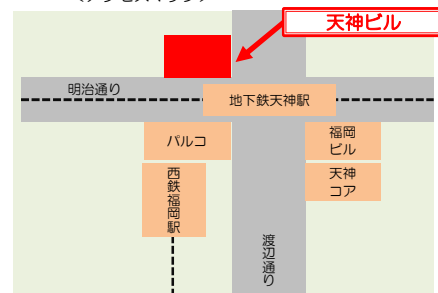 天神ビル
明治通り
地下鉄天神駅
パルコ
福岡
ビル
西鉄福岡駅
天神
コア
渡辺通り